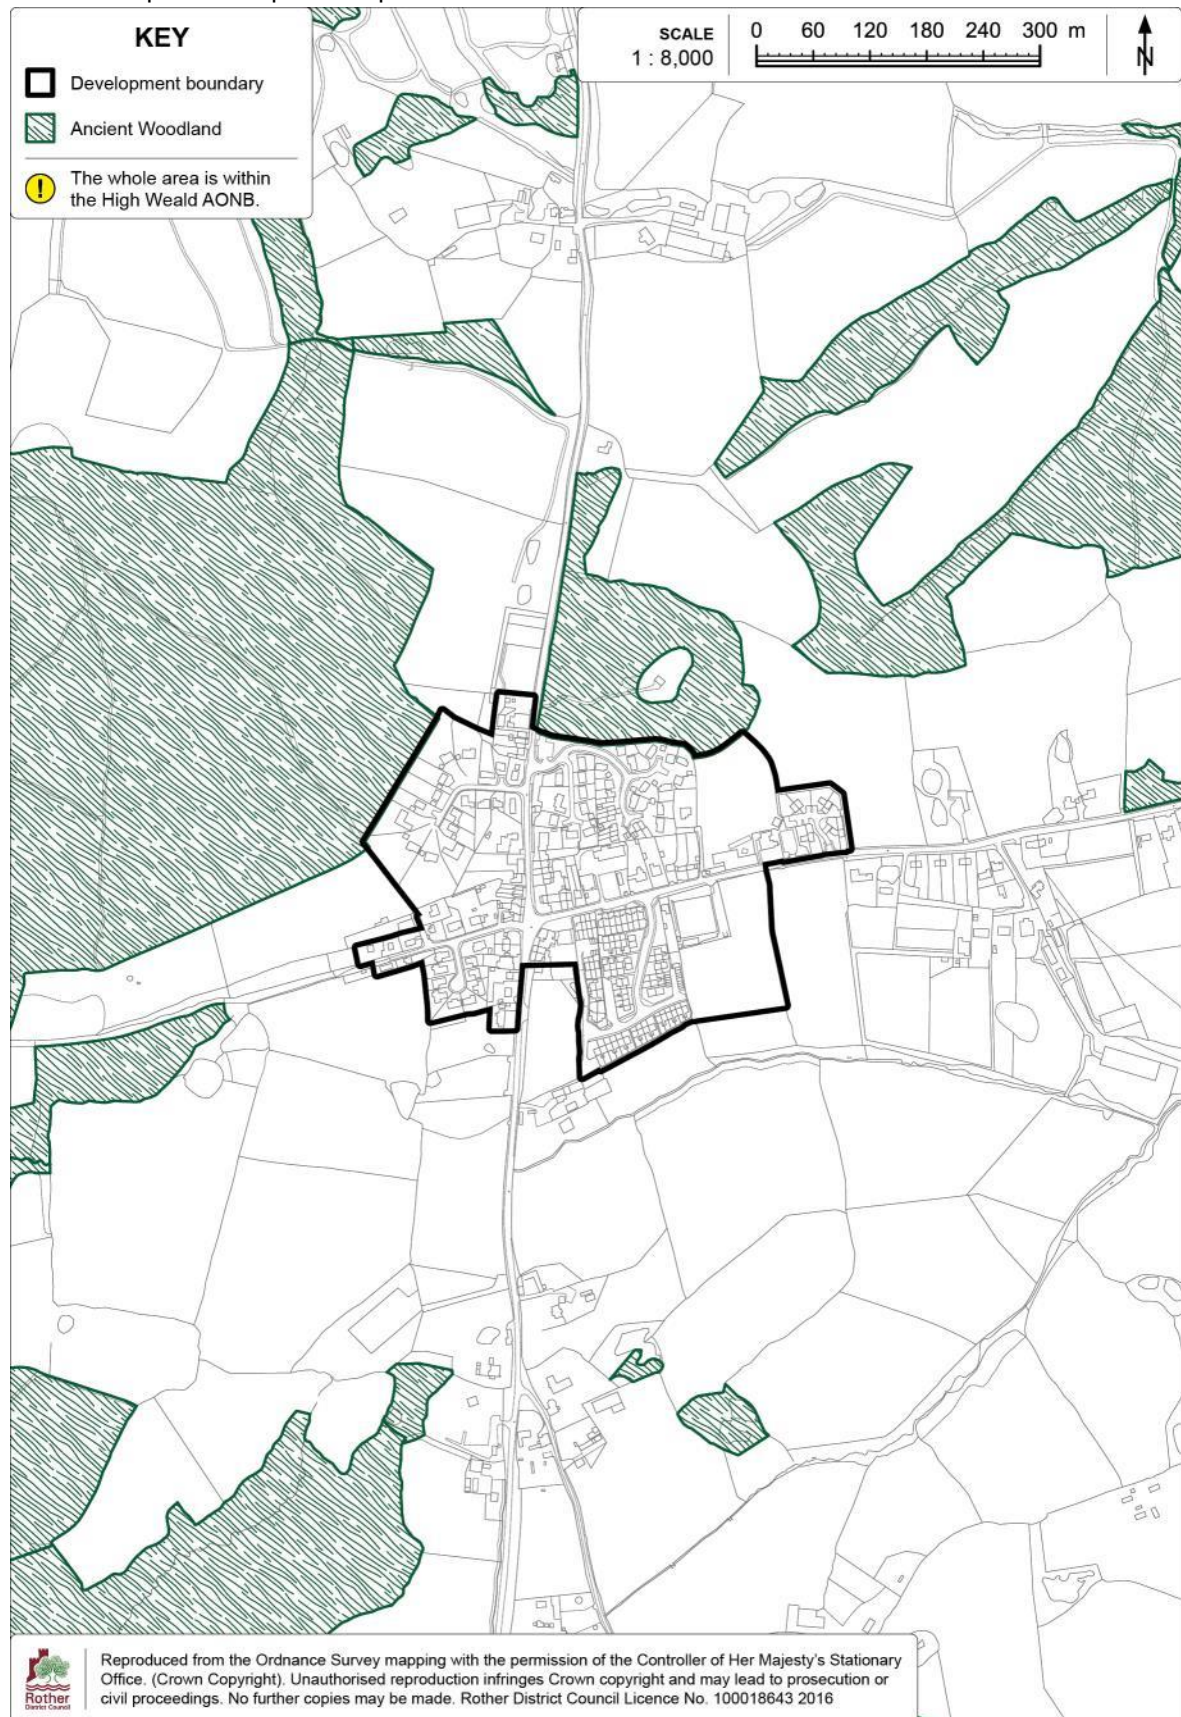 KEY
Development boundary
Ancient Woodland
! The whole area is within
the High Weald AONB.
SCALE
1 : 8,000
0 60 120 180 240 300 m
N
Rother
District Council
Reproduced from the Ordnance Survey mapping with the permission of the Controller of Her Majesty's Stationary
Office. (Crown Copyright). Unauthorised reproduction infringes Crown copyright and may lead to prosecution or
civil proceedings. No further copies may be made. Rother District Council Licence No. 100018643 2016